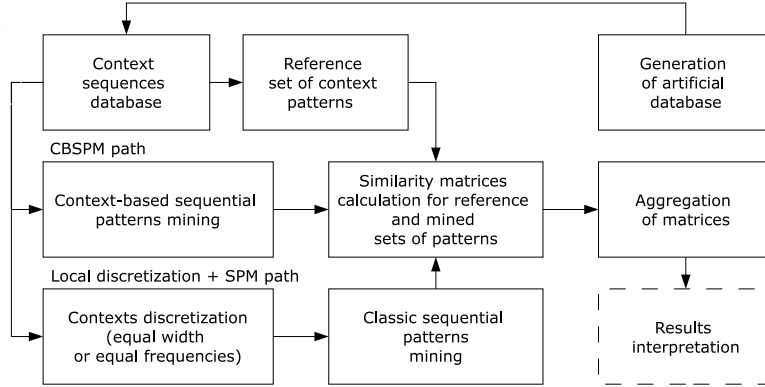 Context
sequences
database
Reference
set of context
patterns
Generation
of artificial
database
CBSPM path
Context-based sequential
patterns mining
Similarity matrices
calculation for reference
and mined
sets of patterns
Aggregation
of matrices
Local discretization + SPM path
Contexts discretization
(equal width
or equal frequencies)
Classic sequential
patterns
mining
Results
interpretation